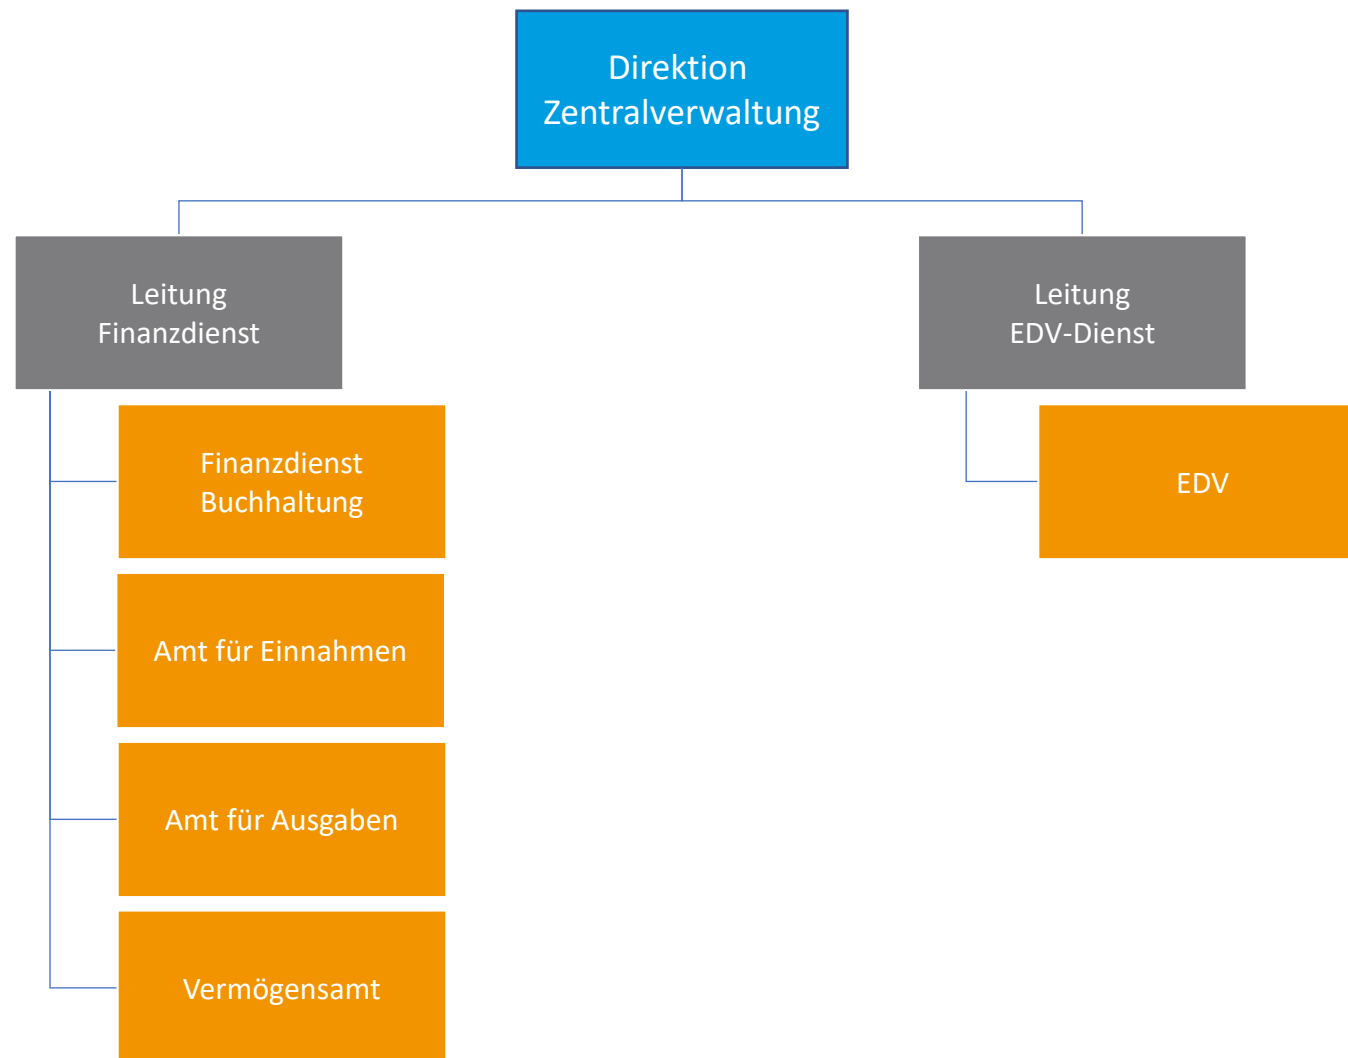 Direktion
Zentralverwaltung
Leitung
Finanzdienst
Leitung
EDV-Dienst
Finanzdienst
Buchhaltung
EDV
Amt für Einnahmen
Amt für Ausgaben
Vermögensamt